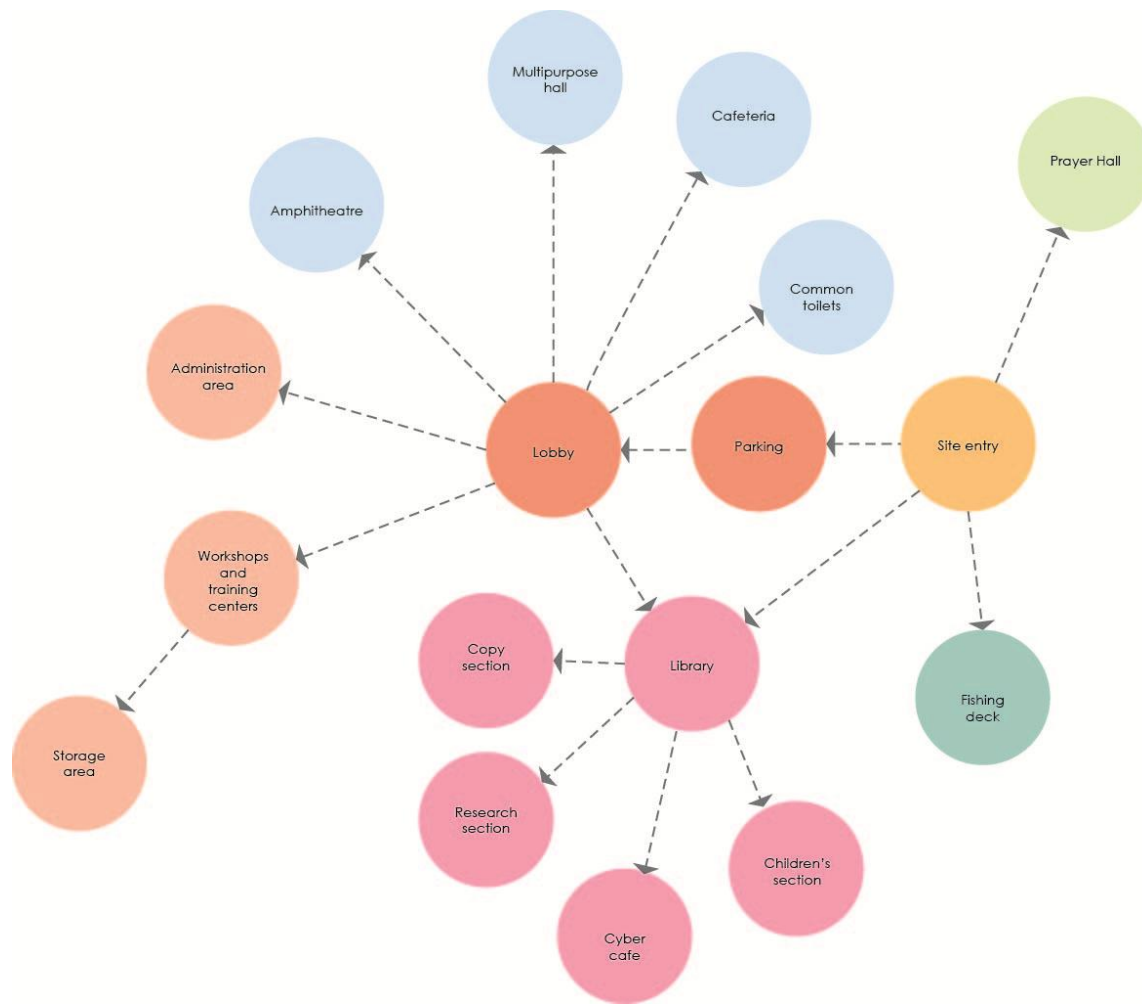 Multipurpose
hall
Cafeteria
Prayer Hall
Amphitheatre
Common
toilets
Administration
area
Lobby
Parking
Site entry
Workshops
and
training
centers
Copy
section
Library
Fishing
deck
Storage
area
Research
section
Children's
section
Cyber
cafe